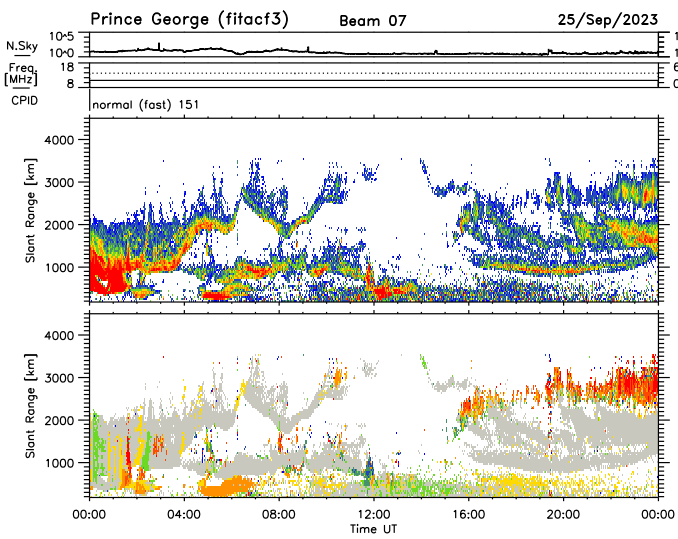 Prince George (fitacf3) Beam 07 25/Sep/2023
N.Sky 10^5 10^0
Freq. [MHz] 18 8
CPID normal (fast) 151
Slant Range [km] 4000 3000 2000 1000
Slant Range [km] 4000 3000 2000 1000
00:00 04:00 08:00 12:00 16:00 20:00 00:00
Time UT